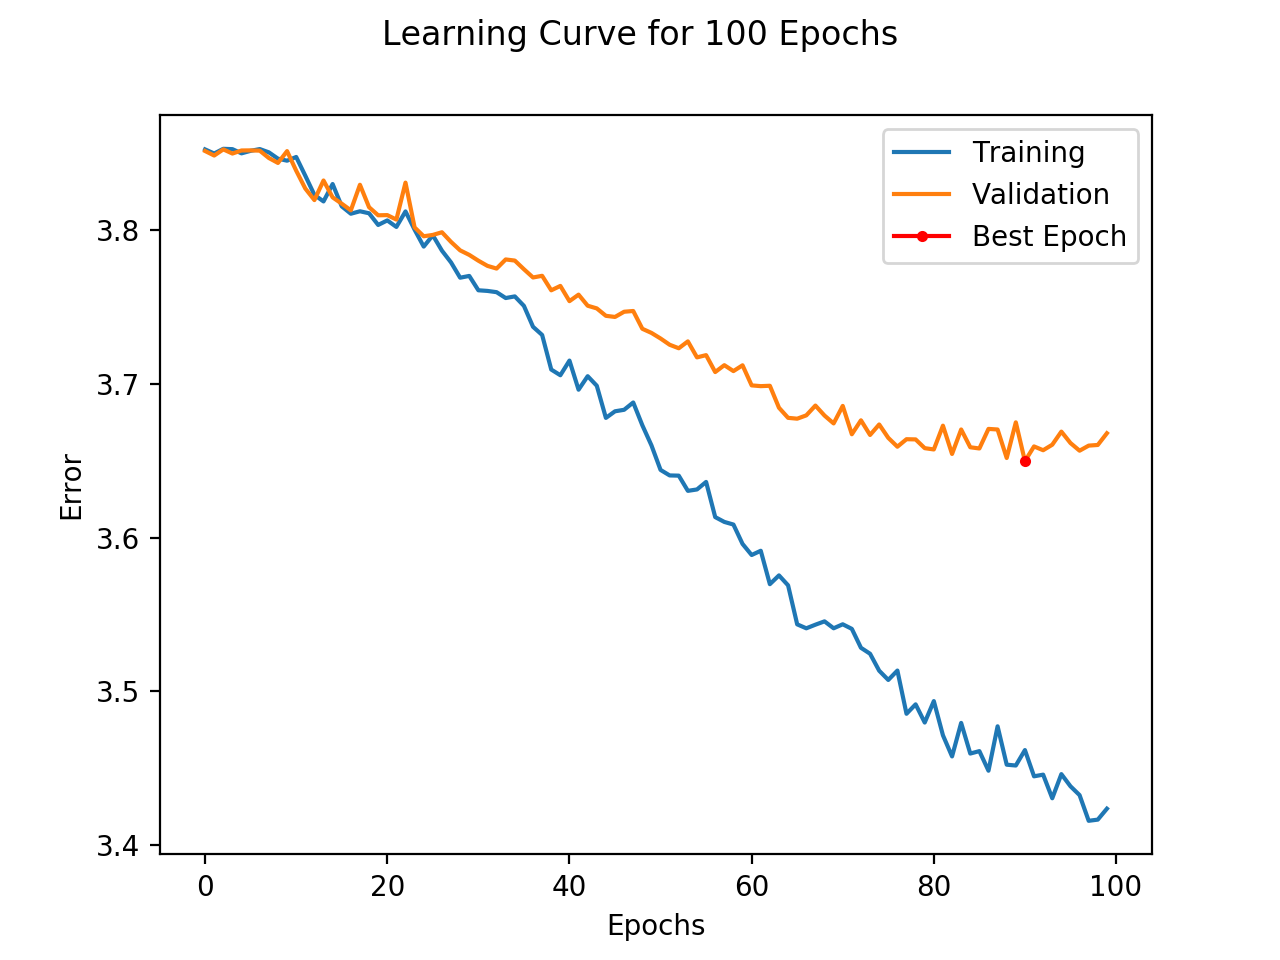 Learning Curve for 100 Epochs
Training
Validation
Best Epoch
3.8
3.7
3.6
3.5
3.4
Error
0 20 40 60 80 100
Epochs